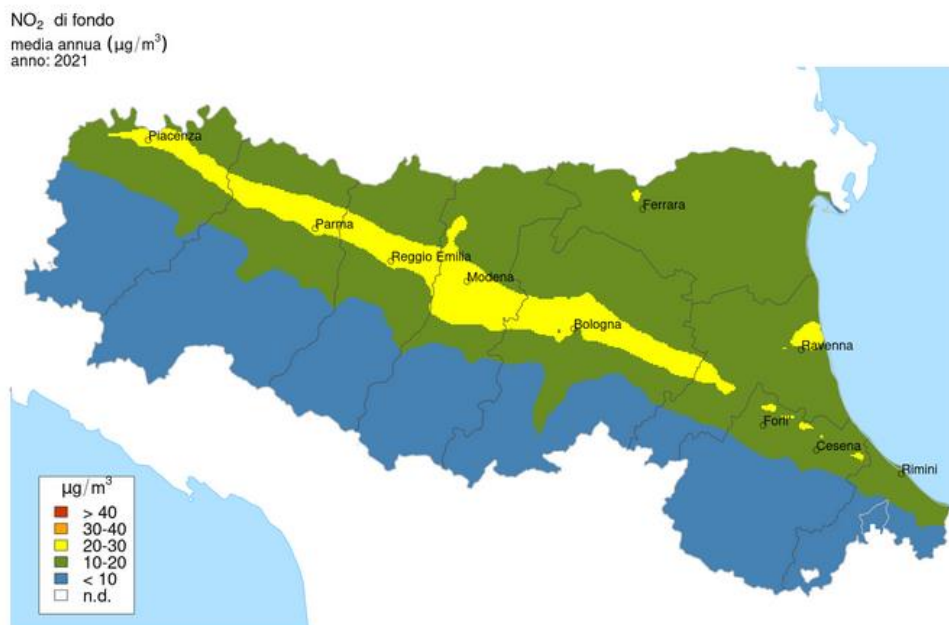 NO₂ di fondo
media annua (µg/m³)
anno: 2021
Piacenza
Ferrara
Parma
Reggio Emilia
Modena
Bologna
Ravenna
Forlì
Cesena
Rimini
µg/m³
> 40
30-40
20-30
10-20
< 10
n.d.